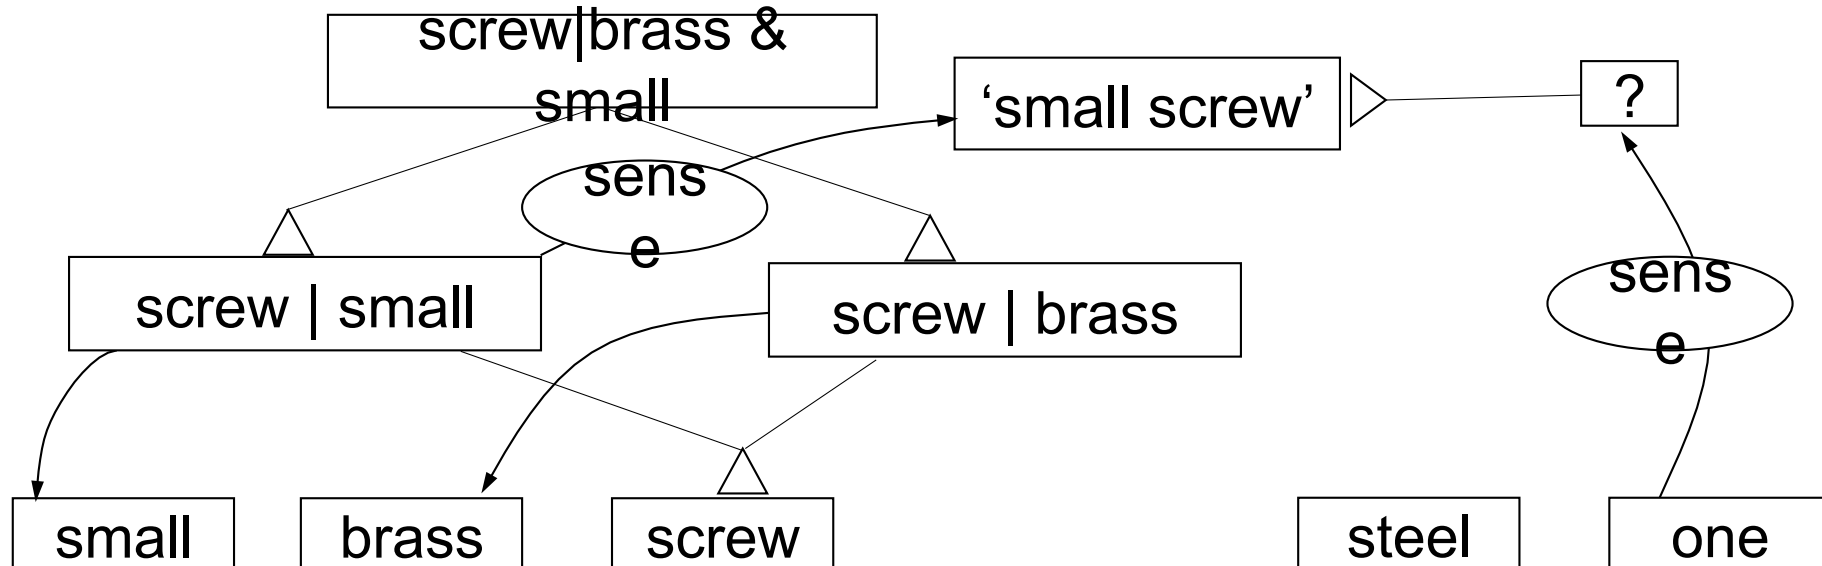 screw|brass &
small
‘small screw’
?
sens
e
screw | small
screw | brass
sens
e
small
brass
screw
steel
one